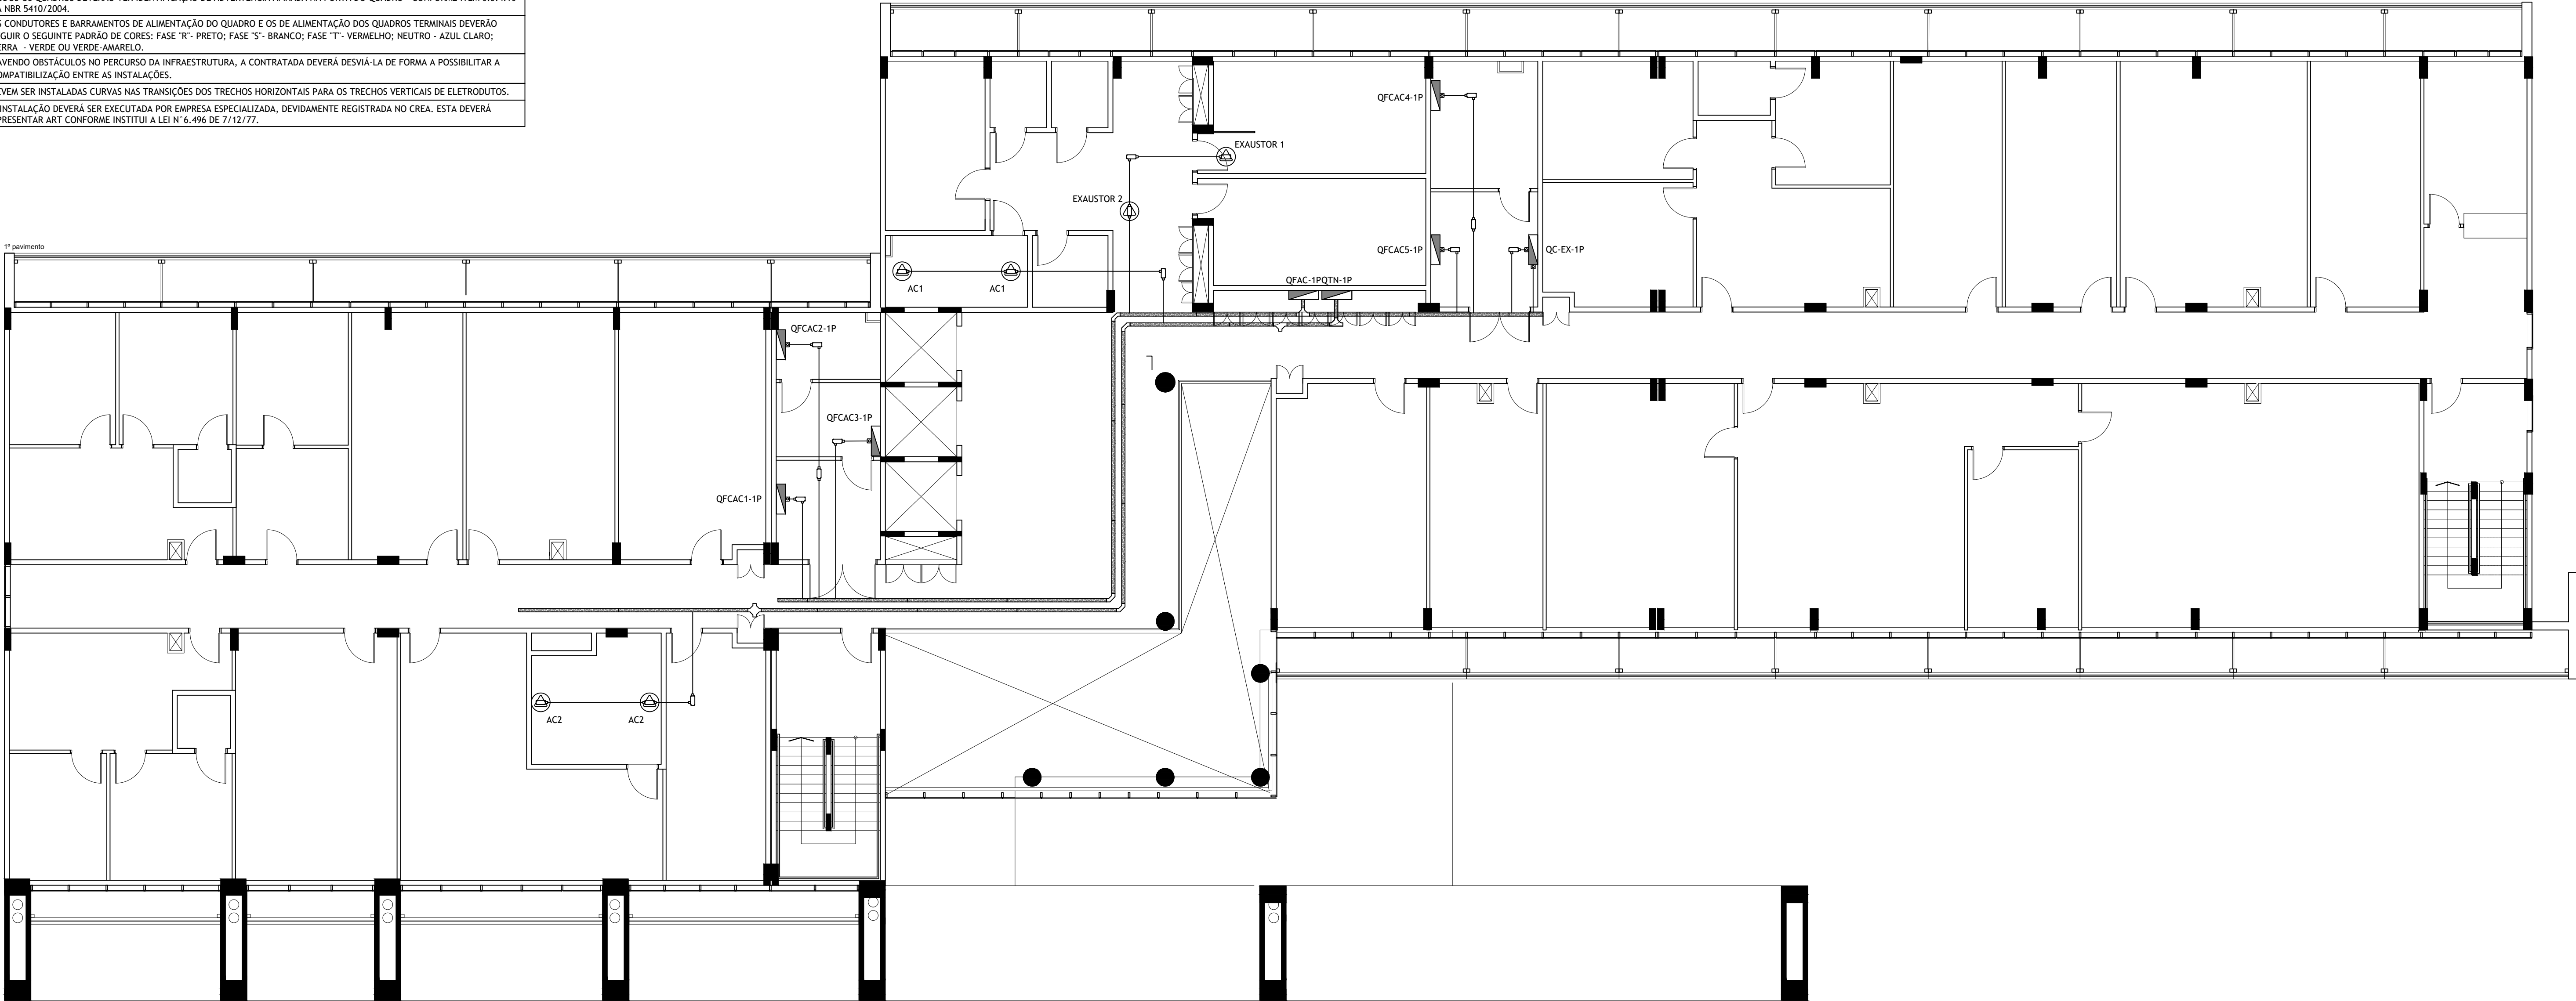 A NBR 5410/2004.
S CONDUTORES E BARRAMENTOS DE ALIMENTAÇÃO DO QUADRO E OS DE ALIMENTAÇÃO DOS QUADROS TERMINAIS DEVERÃO
GUIR O SEGUINTE PADRÃO DE CORES: FASE "R"- PRETO; FASE "S"- BRANCO; FASE "T"- VERMELHO; NEUTRO - AZUL CLARO;
RRA - VERDE OU VERDE-AMARELO.
AVENDO OBSTÁCULOS NO PERCURSO DA INFRAESTRUTURA, A CONTRATADA DEVERÁ DESVIÁ-LA DE FORMA A POSSIBILITAR A
OMPATIBILIZAÇÃO ENTRE AS INSTALAÇÕES.
VEM SER INSTALADAS CURVAS NAS TRANSIÇÕES DOS TRECHOS HORIZONTAIS PARA OS TRECHOS VERTICAIS DE ELETRODUTOS.
INSTALAÇÃO DEVERÁ SER EXECUTADA POR EMPRESA ESPECIALIZADA, DEVIDAMENTE REGISTRADA NO CREA. ESTA DEVERÁ
PRESENTAR ART CONFORME INSTITUI A LEI N°6.496 DE 7/12/77.
QFCAC4-1P
EXAUSTOR 1
EXAUSTOR 2
1º pavimento
QFCAC5-1P
QC-EX-1P
AC1
AC1
QFAC-1PQTN-1P
QFCAC2-1P
QFCAC3-1P
QFCAC1-1P
AC2
AC2